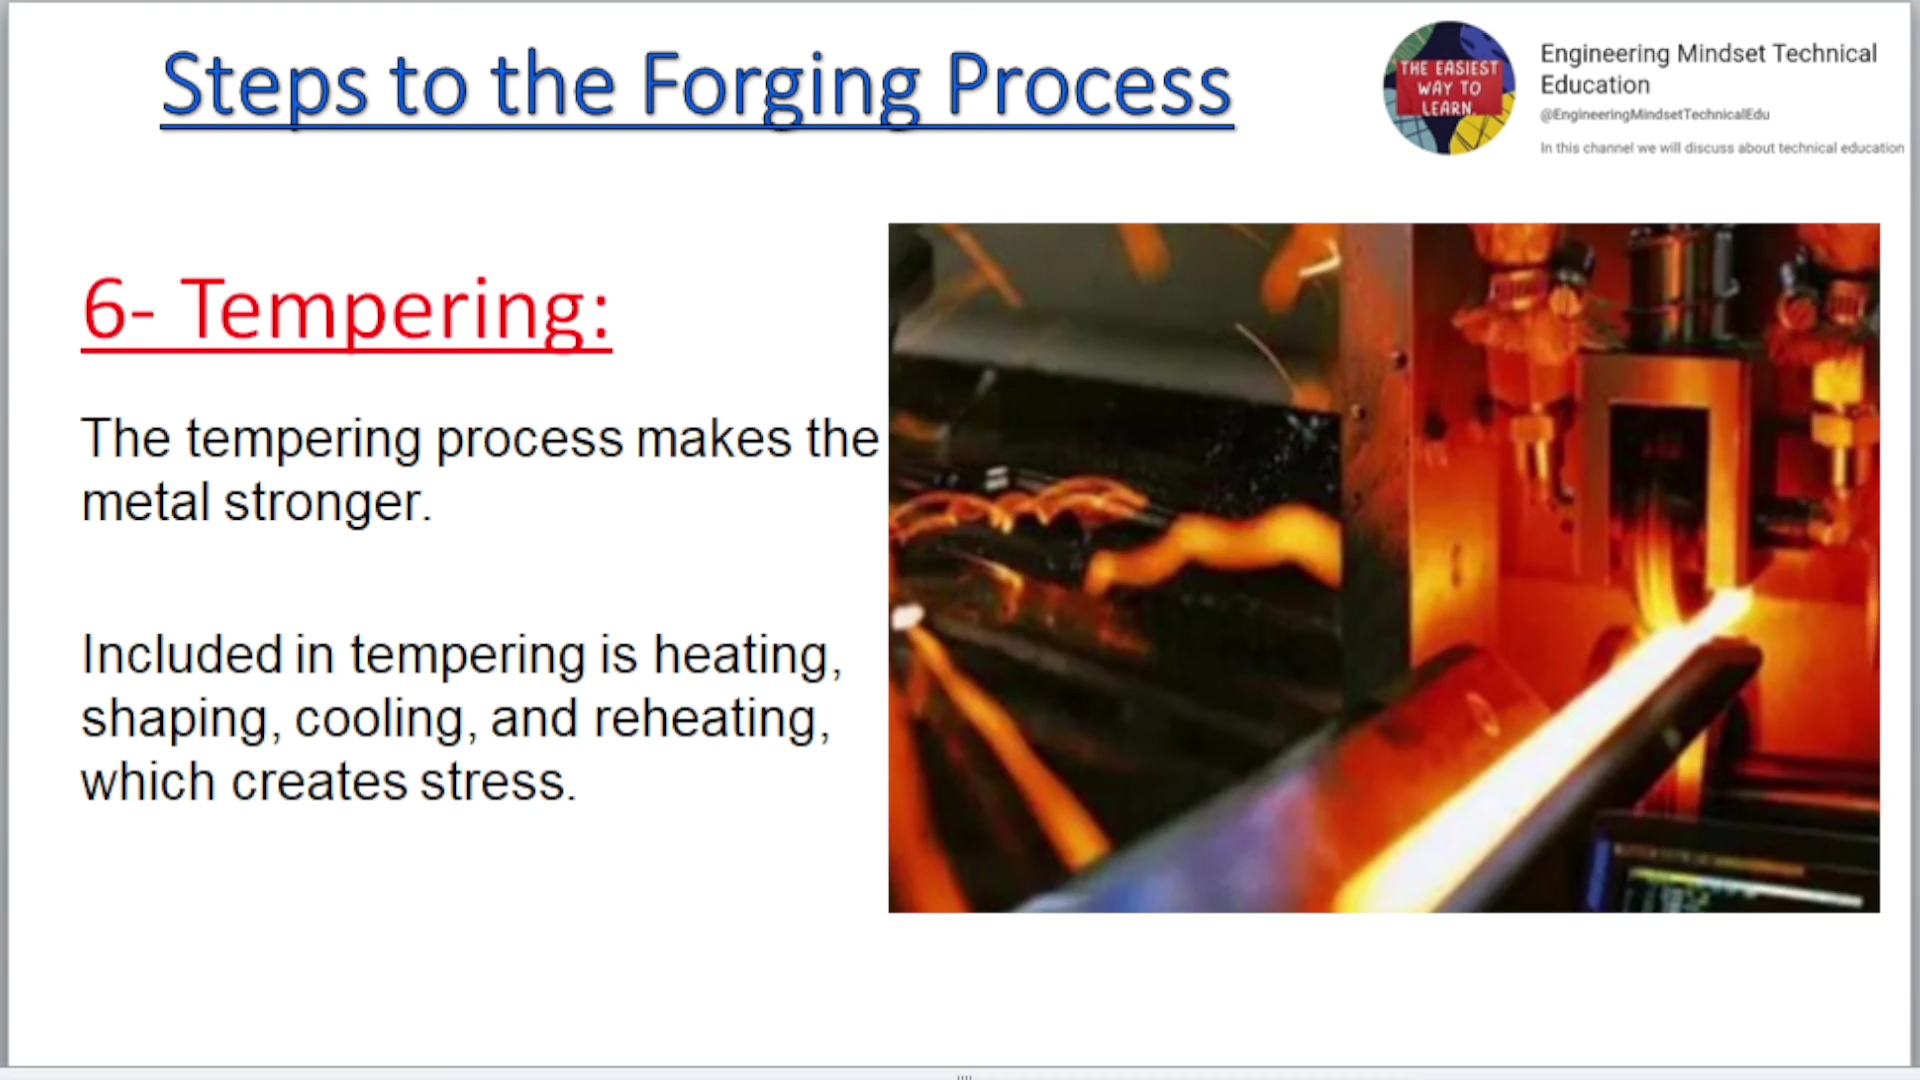 Steps to the Forging Process
THE EASIEST
WAY TO
LEARN.
Engineering Mindset Technical
Education
@EngineeringMindsetTechnicalEdu
In this channel we will discuss about technical education
6- Tempering:
The tempering process makes the
metal stronger.
Included in tempering is heating,
shaping, cooling, and reheating,
which creates stress.